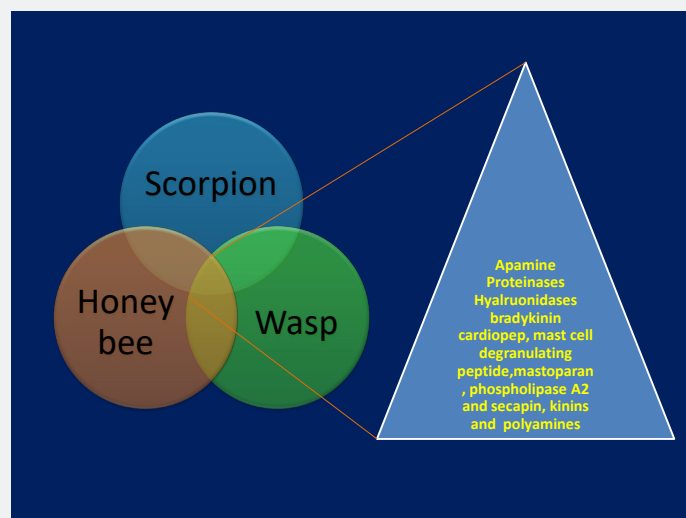 Scorpion
Honey
bee
Wasp
Apamine
Proteinases
Hyalruonidases
bradykinin
cardiopep, mast cell
degranulating
peptide,mastoparan
, phospholipase A2
and secapin, kinins
and polyamines